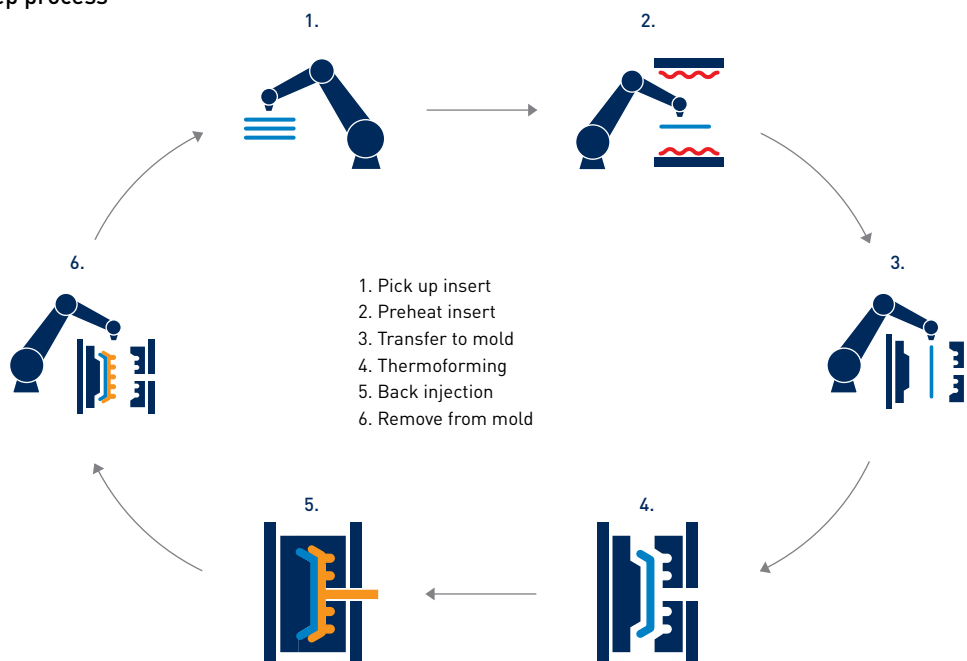 process
1.
2.
3.
4.
5.
6.
1. Pick up insert
2. Preheat insert
3. Transfer to mold
4. Thermoforming
5. Back injection
6. Remove from mold